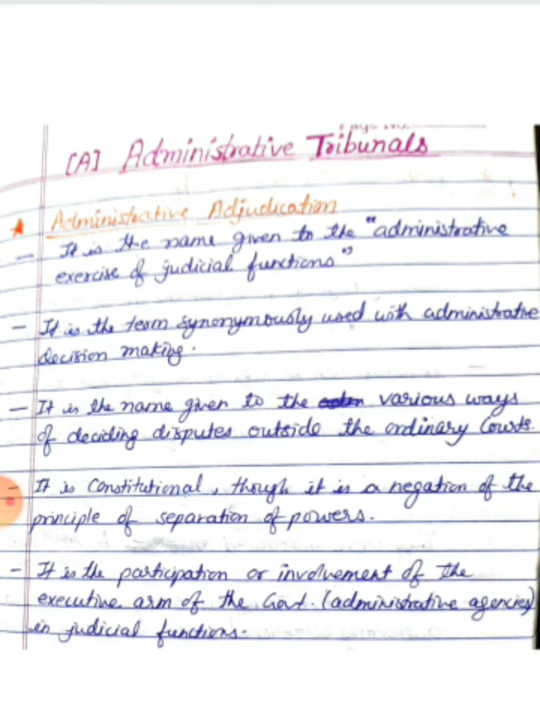 Page No.
[A] Administrative Tribunals
★ Administrative Adjudication
- It is the name given to the "administrative
exercise of judicial functions"
- It is the term synonymously used with administrative
decision making.
- It is the name given to the various ways
of deciding disputes outside the ordinary Courts.
- It is Constitutional, though it is a negation of the
principle of separation of powers.
- It is the participation or involvement of the
executive arm of the Govt. (administrative agencies)
in judicial functions.